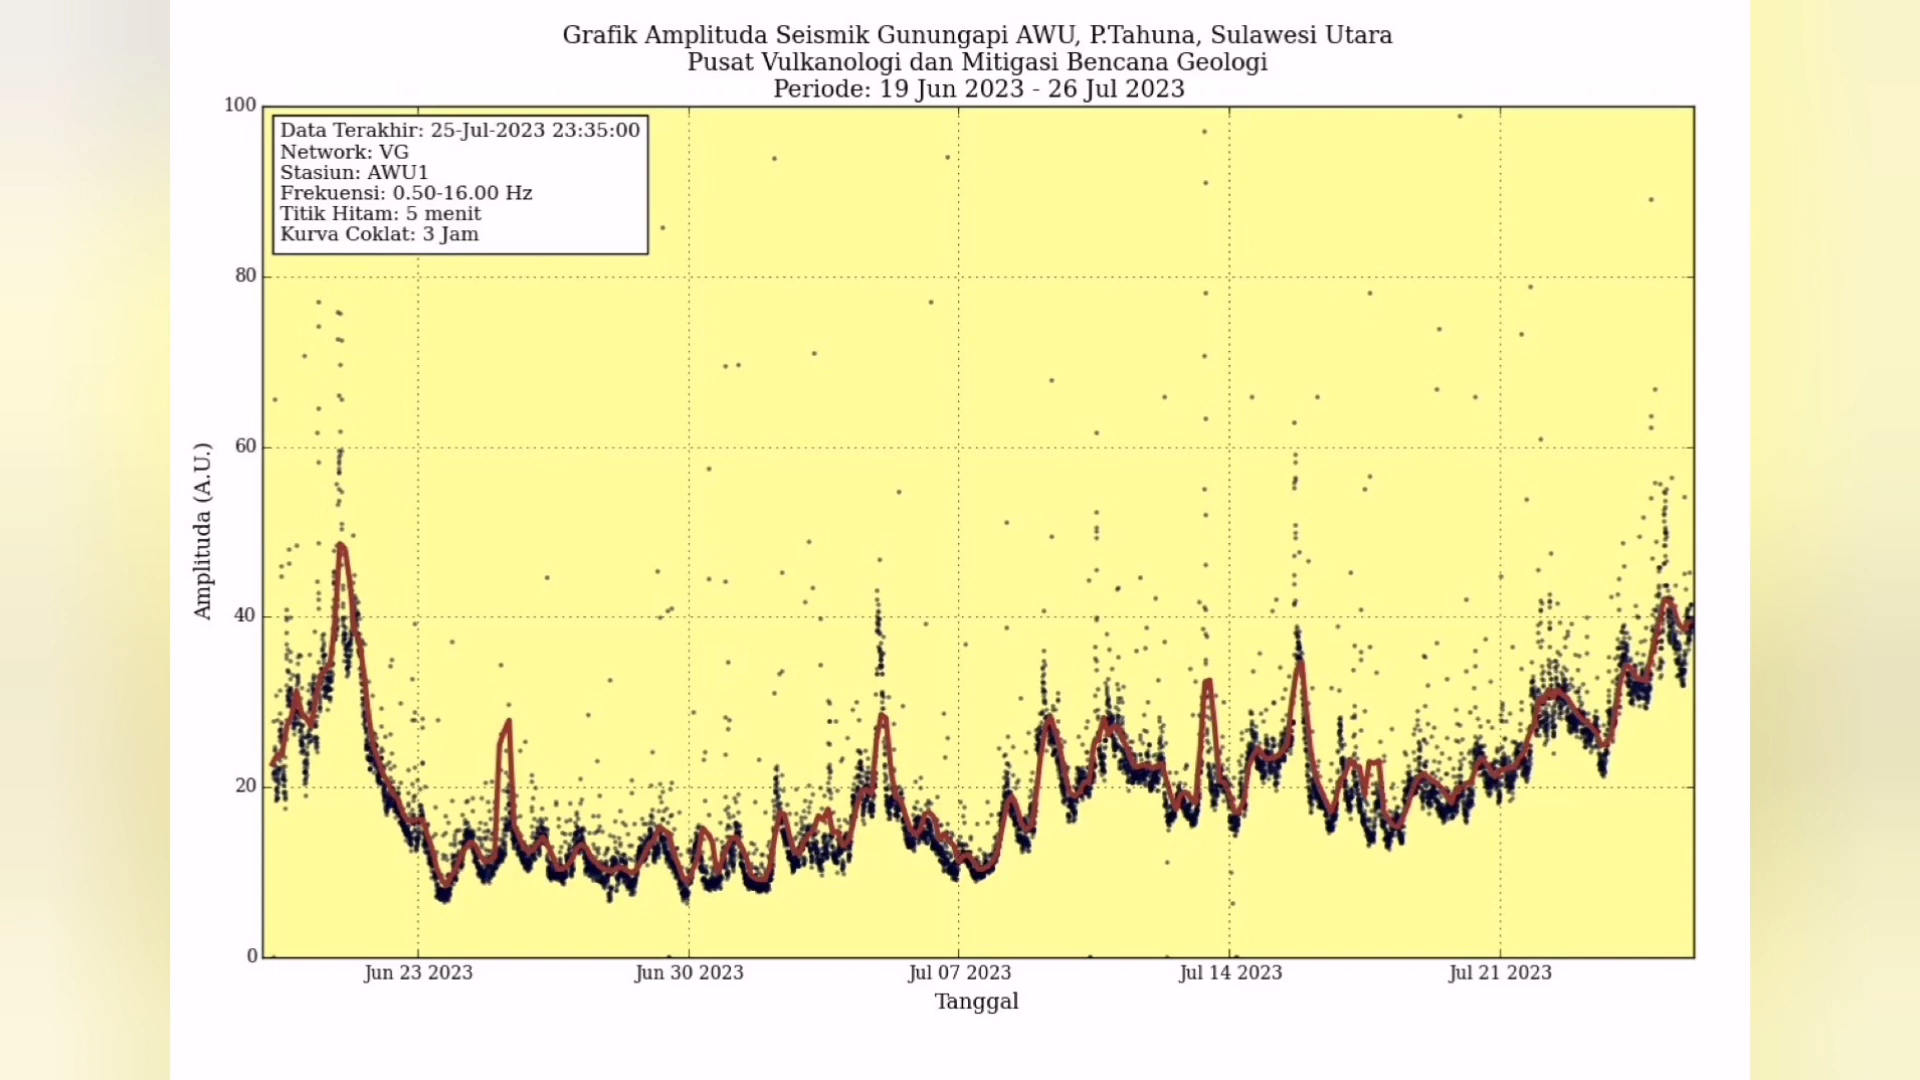 Grafik Amplituda Seismik Gunungapi AWU, P.Tahuna, Sulawesi Utara
Pusat Vulkanologi dan Mitigasi Bencana Geologi
Periode: 19 Jun 2023 - 26 Jul 2023
100
Data Terakhir: 25-Jul-2023 23:35:00
Network: VG
Stasiun: AWU1
Frekuensi: 0.50-16.00 Hz
Titik Hitam: 5 menit
Kurva Coklat: 3 Jam
80
60
Amplituda (A.U.)
40
20
0
Jun 23 2023 Jun 30 2023 Jul 07 2023 Jul 14 2023 Jul 21 2023
Tanggal